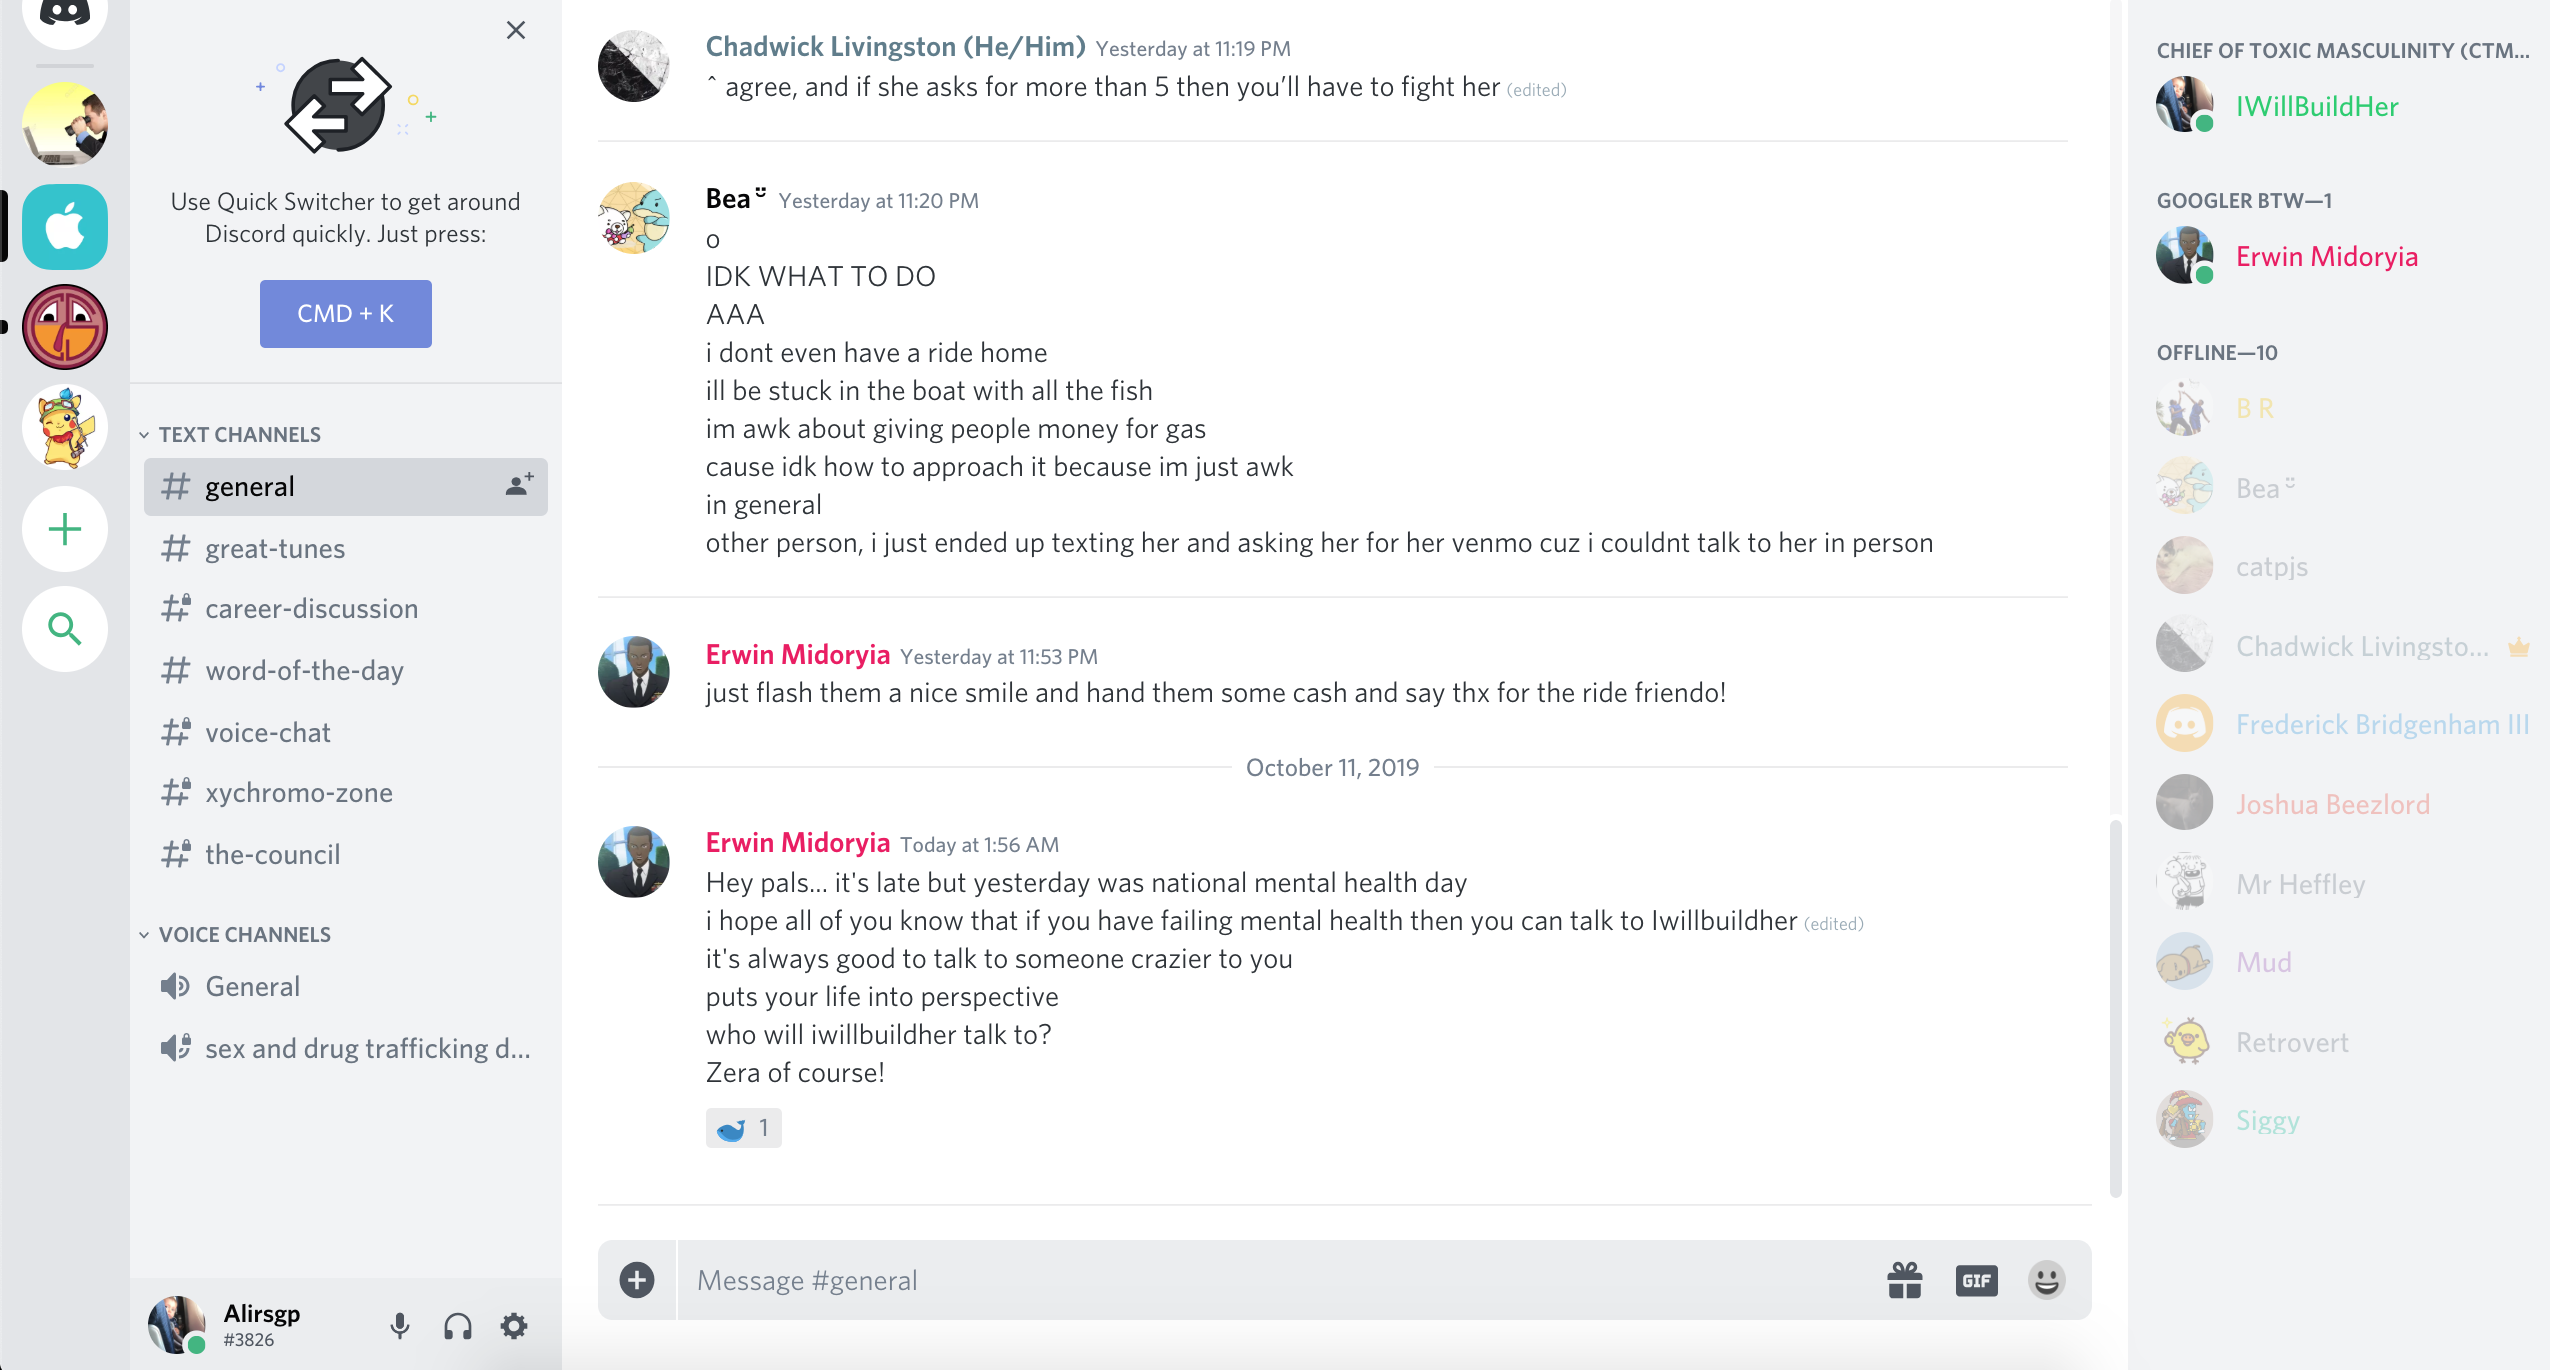 Use Quick Switcher to get around
Discord quickly. Just press:
CMD + K
TEXT CHANNELS
general
great-tunes
career-discussion
word-of-the-day
voice-chat
xychromo-zone
the-council
VOICE CHANNELS
General
sex and drug trafficking d...
Alirsgp
#3826
Chadwick Livingston (He/Him) Yesterday at 11:19 PM
^ agree, and if she asks for more than 5 then you’ll have to fight her (edited)
Bea Yesterday at 11:20 PM
o
IDK WHAT TO DO
AAA
i dont even have a ride home
ill be stuck in the boat with all the fish
im awk about giving people money for gas
cause idk how to approach it because im just awk
in general
other person, i just ended up texting her and asking her for her venmo cuz i couldnt talk to her in person
Erwin Midoryia Yesterday at 11:53 PM
just flash them a nice smile and hand them some cash and say thx for the ride friendo!
October 11, 2019
Erwin Midoryia Today at 1:56 AM
Hey pals... it's late but yesterday was national mental health day
i hope all of you know that if you have failing mental health then you can talk to Iwillbuildher (edited)
it's always good to talk to someone crazier to you
puts your life into perspective
who will iwillbuildher talk to?
Zera of course!
1
Message #general
GIF
CHIEF OF TOXIC MASCULINITY (CTM...
IWillBuildHer
GOOGLER BTW—1
Erwin Midoryia
OFFLINE—10
B R
Bea
catpjs
Chadwick Livingsto...
Frederick Bridgenham III
Joshua Beezlord
Mr Heffley
Mud
Retrovert
Siggy